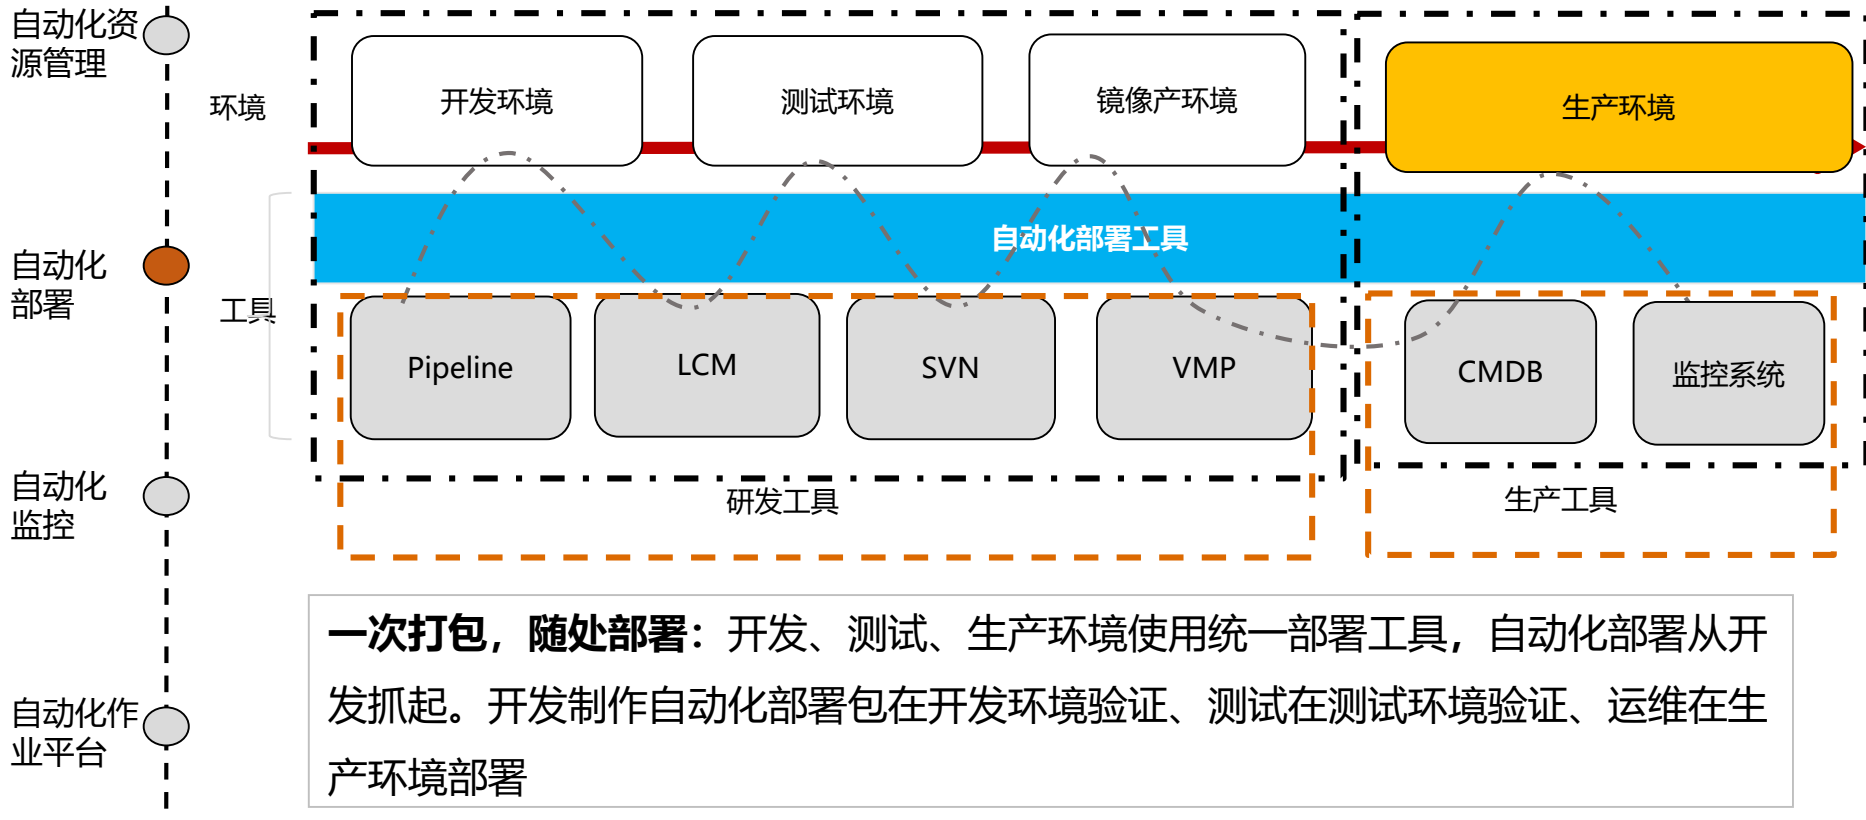 自动化资
源管理
环境
开发环境
测试环境
镜像产环境
生产环境
自动化部署工具
自动化
部署
工具
Pipeline
LCM
SVN
VMP
CMDB
监控系统
自动化
监控
研发工具
生产工具
自动化作
业平台
一次打包，随处部署：开发、测试、生产环境使用统一部署工具，自动化部署从开
发抓起。开发制作自动化部署包在开发环境验证、测试在测试环境验证、运维在生
产环境部署